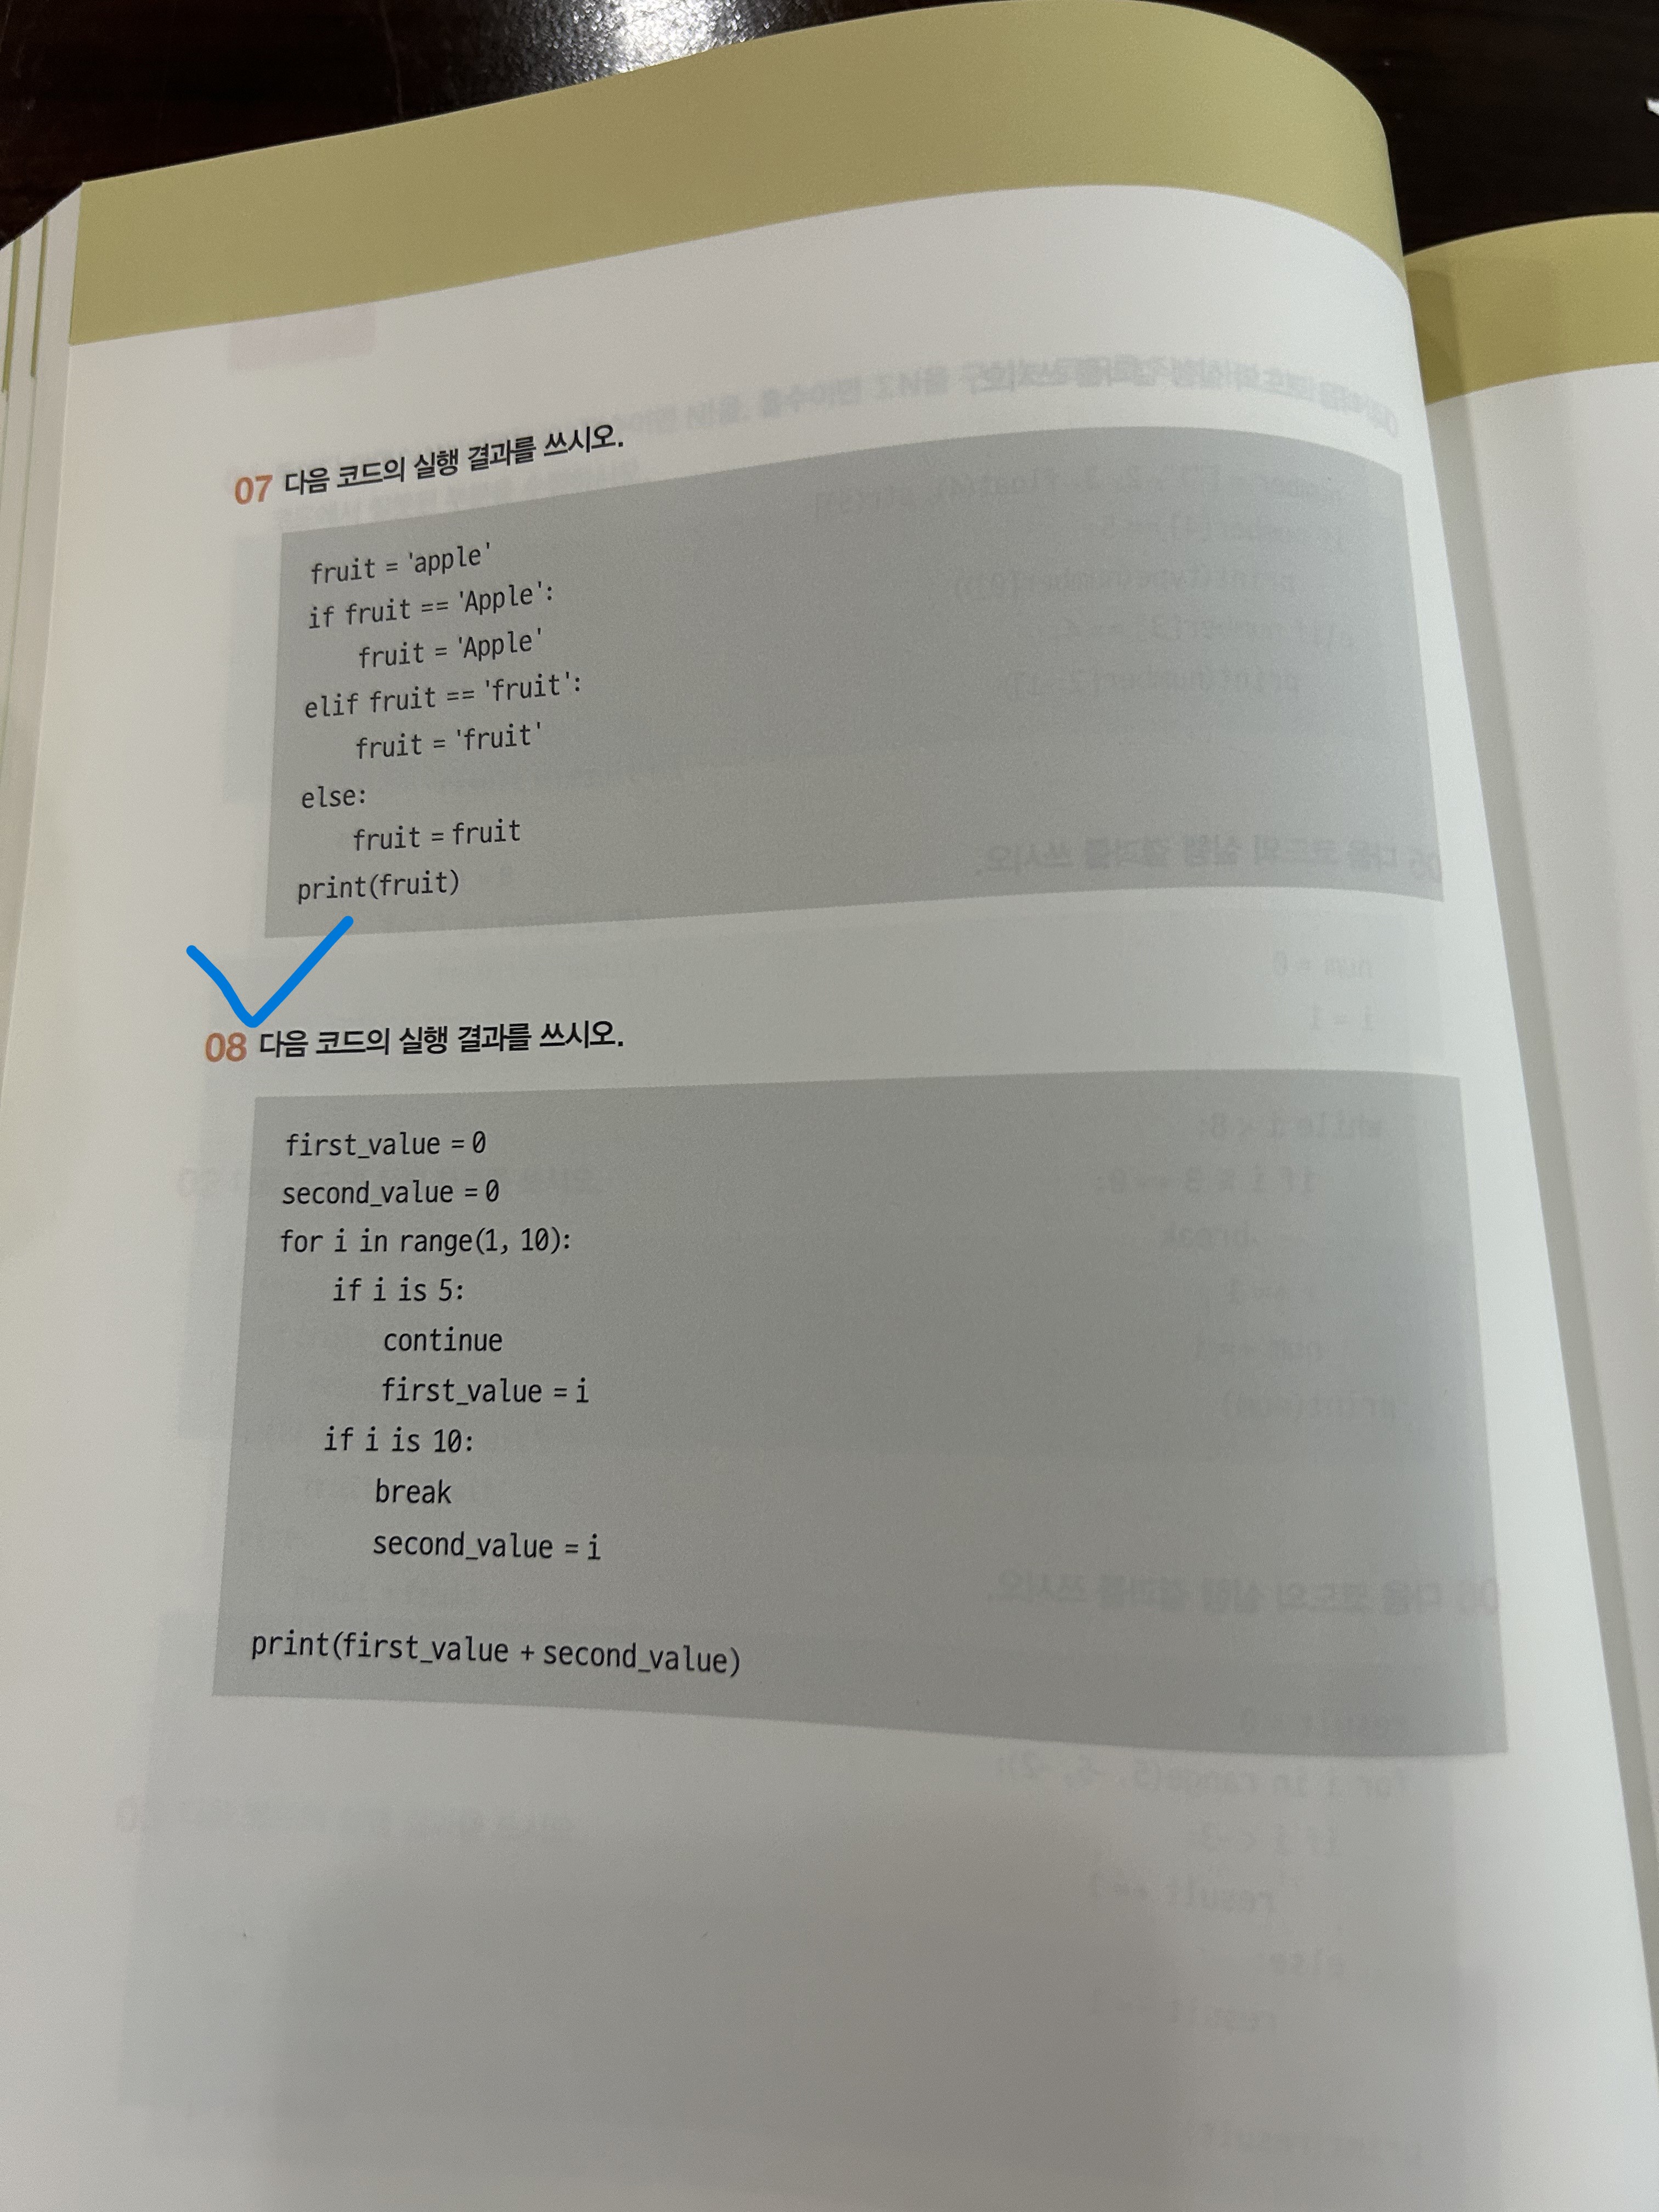 07 다음 코드의 실행 결과를 쓰시오.
fruit = 'apple'
if fruit == 'Apple':
    fruit = 'Apple'
elif fruit == 'fruit':
    fruit = 'fruit'
else:
    fruit = fruit
print(fruit)
08 다음 코드의 실행 결과를 쓰시오.
first_value = 0
second_value = 0
for i in range(1, 10):
    if i is 5:
        continue
        first_value = i
    if i is 10:
        break
        second_value = i
print(first_value + second_value)